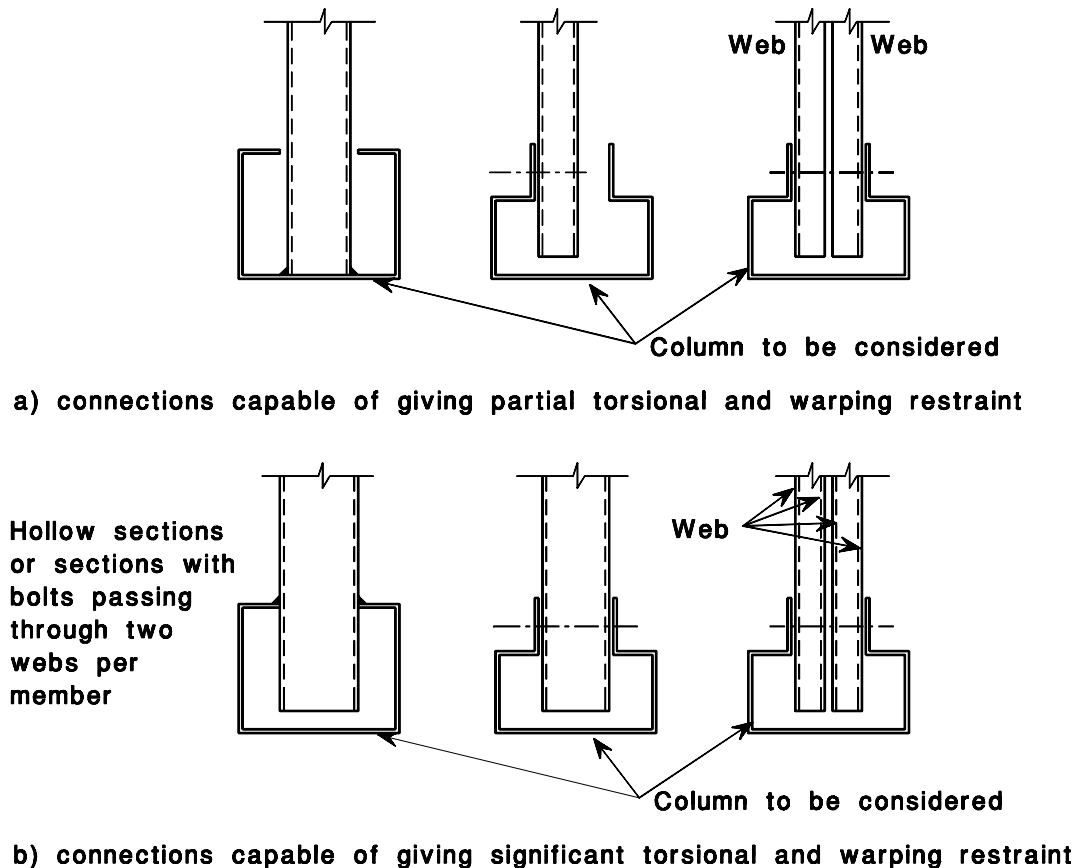 Web
Web
Column to be considered
a) connections capable of giving partial torsional and warping restraint
Hollow sections
or sections with
bolts passing
through two
webs per
member
Web
Column to be considered
b) connections capable of giving significant torsional and warping restraint